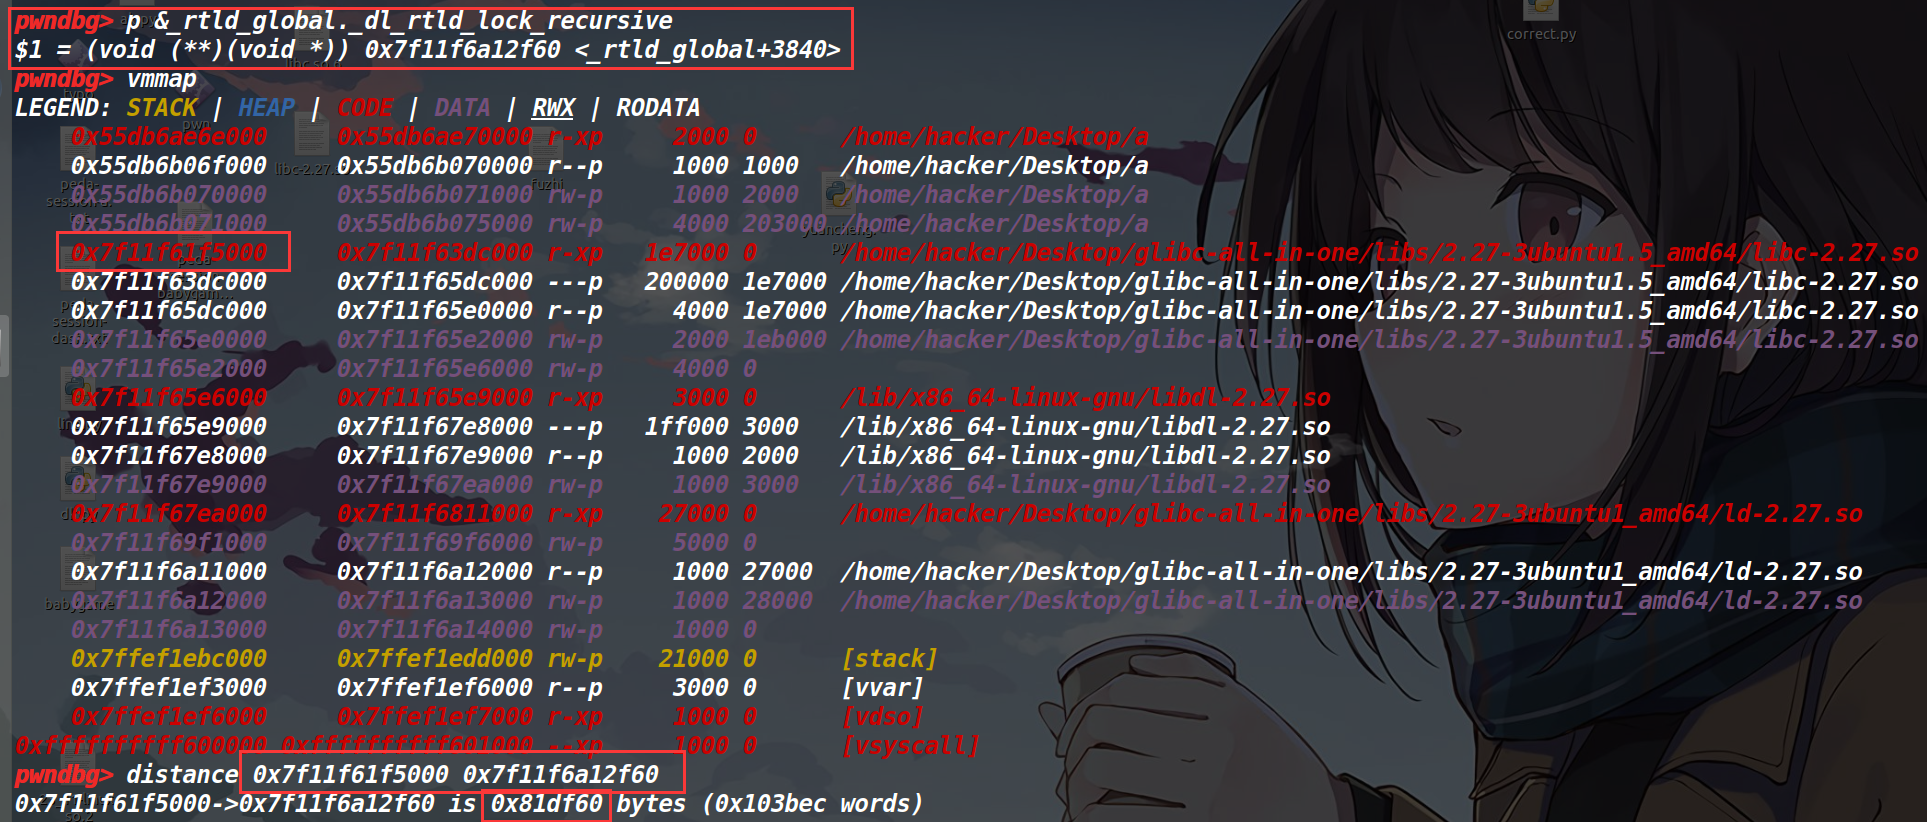 pwndbg> p &_rtld_global._dl_rtld_lock_recursive
$1 = (void (**)(void *)) 0x7f11f6a12f60 <_rtld_global+3840>
correct.py
pwndbg> vmmap
LEGEND: STACK | HEAP | CODE | DATA | RWX | RODATA
0x55db6ae6e000 0x55db6ae70000 r-xp 2000 0 /home/hacker/Desktop/a
0x55db6b06f000 0x55db6b070000 r--p 1000 1000 /home/hacker/Desktop/a
0x55db6b070000 0x55db6b071000 rw-p 1000 2000 /home/hacker/Desktop/a
0x55db6b071000 0x55db6b075000 rw-p 4000 203000 /home/hacker/Desktop/a
0x7f11f61f5000 0x7f11f63dc000 r-xp 1e7000 0 /home/hacker/Desktop/glibc-all-in-one/libs/2.27-3ubuntu1.5_amd64/libc-2.27.so
0x7f11f63dc000 0x7f11f65dc000 ---p 200000 1e7000 /home/hacker/Desktop/glibc-all-in-one/libs/2.27-3ubuntu1.5_amd64/libc-2.27.so
0x7f11f65dc000 0x7f11f65e0000 r--p 4000 1e7000 /home/hacker/Desktop/glibc-all-in-one/libs/2.27-3ubuntu1.5_amd64/libc-2.27.so
0x7f11f65e0000 0x7f11f65e2000 rw-p 2000 1eb000 /home/hacker/Desktop/glibc-all-in-one/libs/2.27-3ubuntu1.5_amd64/libc-2.27.so
0x7f11f65e2000 0x7f11f65e6000 rw-p 4000 0
0x7f11f65e6000 0x7f11f65e9000 r-xp 3000 0 /lib/x86_64-linux-gnu/libdl-2.27.so
0x7f11f65e9000 0x7f11f67e8000 ---p 1ff000 3000 /lib/x86_64-linux-gnu/libdl-2.27.so
0x7f11f67e8000 0x7f11f67e9000 r--p 1000 2000 /lib/x86_64-linux-gnu/libdl-2.27.so
0x7f11f67e9000 0x7f11f67ea000 rw-p 1000 3000 /lib/x86_64-linux-gnu/libdl-2.27.so
0x7f11f67ea000 0x7f11f6811000 r-xp 27000 0 /home/hacker/Desktop/glibc-all-in-one/libs/2.27-3ubuntu1_amd64/ld-2.27.so
0x7f11f69f1000 0x7f11f69f6000 rw-p 5000 0
0x7f11f6a11000 0x7f11f6a12000 r--p 1000 27000 /home/hacker/Desktop/glibc-all-in-one/libs/2.27-3ubuntu1_amd64/ld-2.27.so
0x7f11f6a12000 0x7f11f6a13000 rw-p 1000 28000 /home/hacker/Desktop/glibc-all-in-one/libs/2.27-3ubuntu1_amd64/ld-2.27.so
0x7f11f6a13000 0x7f11f6a14000 rw-p 1000 0
0x7ffef1ebc000 0x7ffef1edd000 rw-p 21000 0 [stack]
0x7ffef1ef3000 0x7ffef1ef6000 r--p 3000 0 [vvar]
0x7ffef1ef6000 0x7ffef1ef7000 r-xp 1000 0 [vdso]
0xffffffffff600000 0xffffffffff601000 --xp 1000 0 [vsyscall]
pwndbg> distance 0x7f11f61f5000 0x7f11f6a12f60
0x7f11f61f5000->0x7f11f6a12f60 is 0x81df60 bytes (0x103bec words)